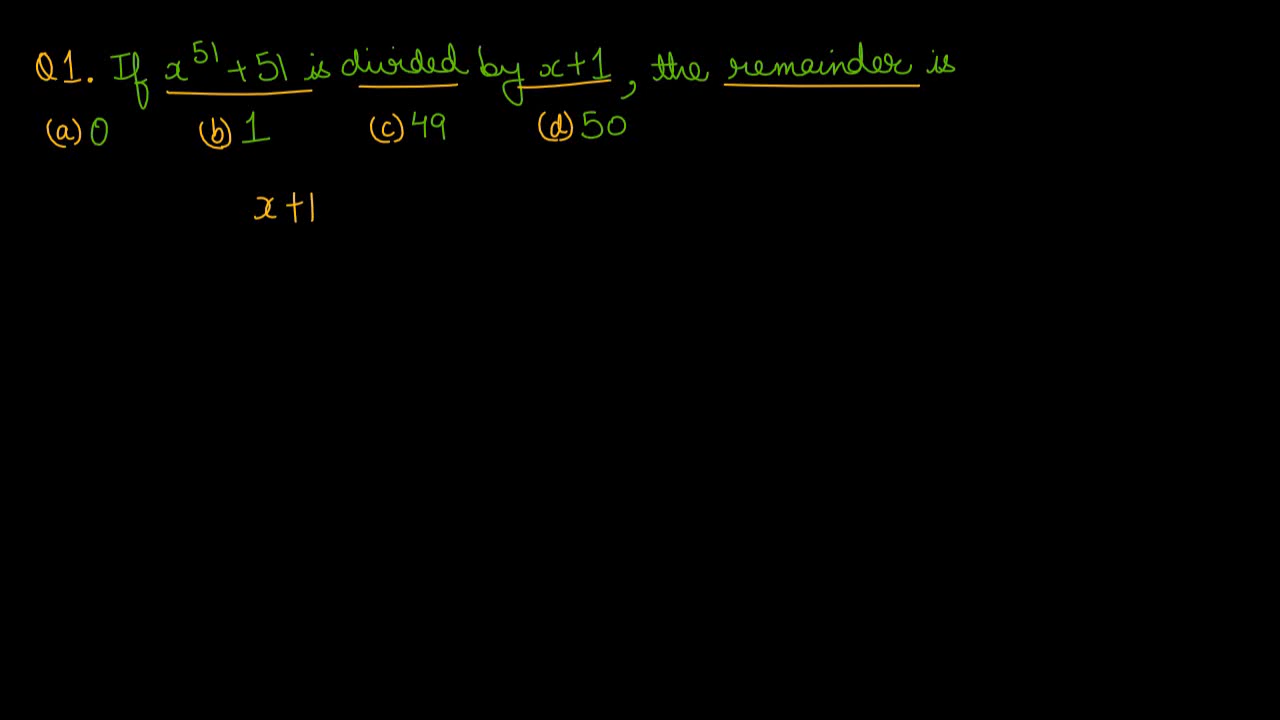 Q1. If x^51 + 51 is divided by x+1, the remainder is
(a) 0 (b) 1 (c) 49 (d) 50
x+1